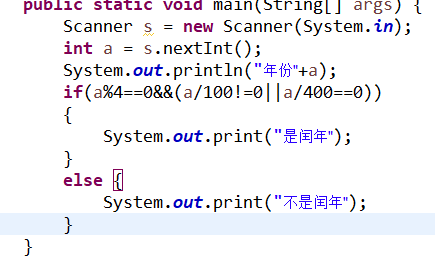 public static void main(String[] args) {
Scanner s = new Scanner(System.in);
int a = s.nextInt();
System.out.println("年份"+a);
if(a%4==0&&(a/100!=0||a/400==0))
{
System.out.print("是闰年");
}
else {
System.out.print("不是闰年");
}
}